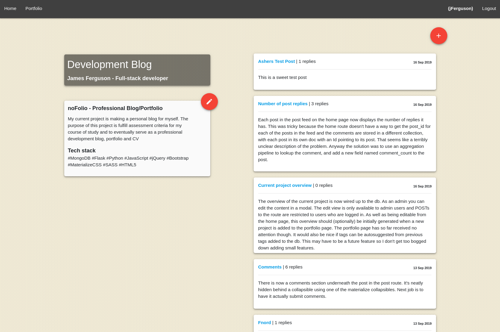 Home Portfolio (jFerguson) Logout
+
Development Blog
James Ferguson - Full-stack developer
noFolio - Professional Blog/Portfolio
My current project is making a personal blog for myself. The
purpose of this project is fulfill assessment criteria for my
course of study and to eventually serve as a professional
development blog, portfolio and CV
Tech stack
#MongoDB #Flask #Python #JavaScript #jQuery #Bootstrap
#MaterializeCSS #SASS #HTML5
Ashers Test Post | 1 replies
16 Sep 2019
This is a sweet test post
Number of post replies | 3 replies
16 Sep 2019
Each post in the post feed on the home page now displays the number of replies it
has. This was tricky because the home route doesn't have a way to get the post_id for
each of the posts in the feed and the comments are stored in a different collection,
with each post in its own doc with an Id pointing to its post. That seems like a terribly
unclear description of the problem. Anyway the solution was to use an aggregation
pipeline to lookup the comment, and add a new field named comment_count to the
post.
Current project overview | 0 replies
16 Sep 2019
The overview of the current project is now wired up to the db. As an admin you can
edit the content in a modal. The edit view is only available to admin users and POSTs
to the route are restricted to users who are logged in. As well as being editable from
the home page, this overview should (optionally) be initially generated when a new
project is added to the portfolio page. The portfolio page has so far received no
attention though. It would also be nice if tags can be autosuggested from previous
tags added to the db. This may have to be a future feature so I don't get too bogged
down adding small features.
Comments | 6 replies
13 Sep 2019
There is now a comments section underneath the post in the post route. It's neatly
hidden behind a collapsible using one of the materialize collapsibles. Next job is to
have it actually submit comments.
Fnord | 1 replies
13 Sep 2019